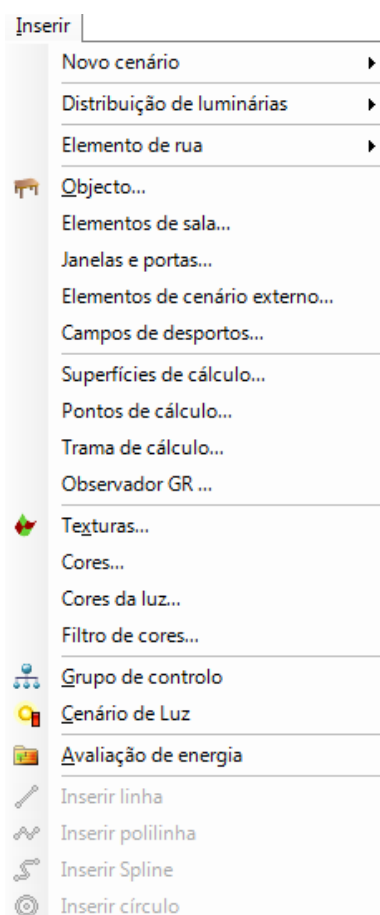 Inserir
Novo cenário
Distribuição de luminárias
Elemento de rua
Objecto...
Elementos de sala...
Janelas e portas...
Elementos de cenário externo...
Campos de desportos...
Superfícies de cálculo...
Pontos de cálculo...
Trama de cálculo...
Observador GR ...
Texturas...
Cores...
Cores da luz...
Filtro de cores...
Grupo de controlo
Cenário de Luz
Avaliação de energia
Inserir linha
Inserir polilinha
Inserir Spline
Inserir círculo